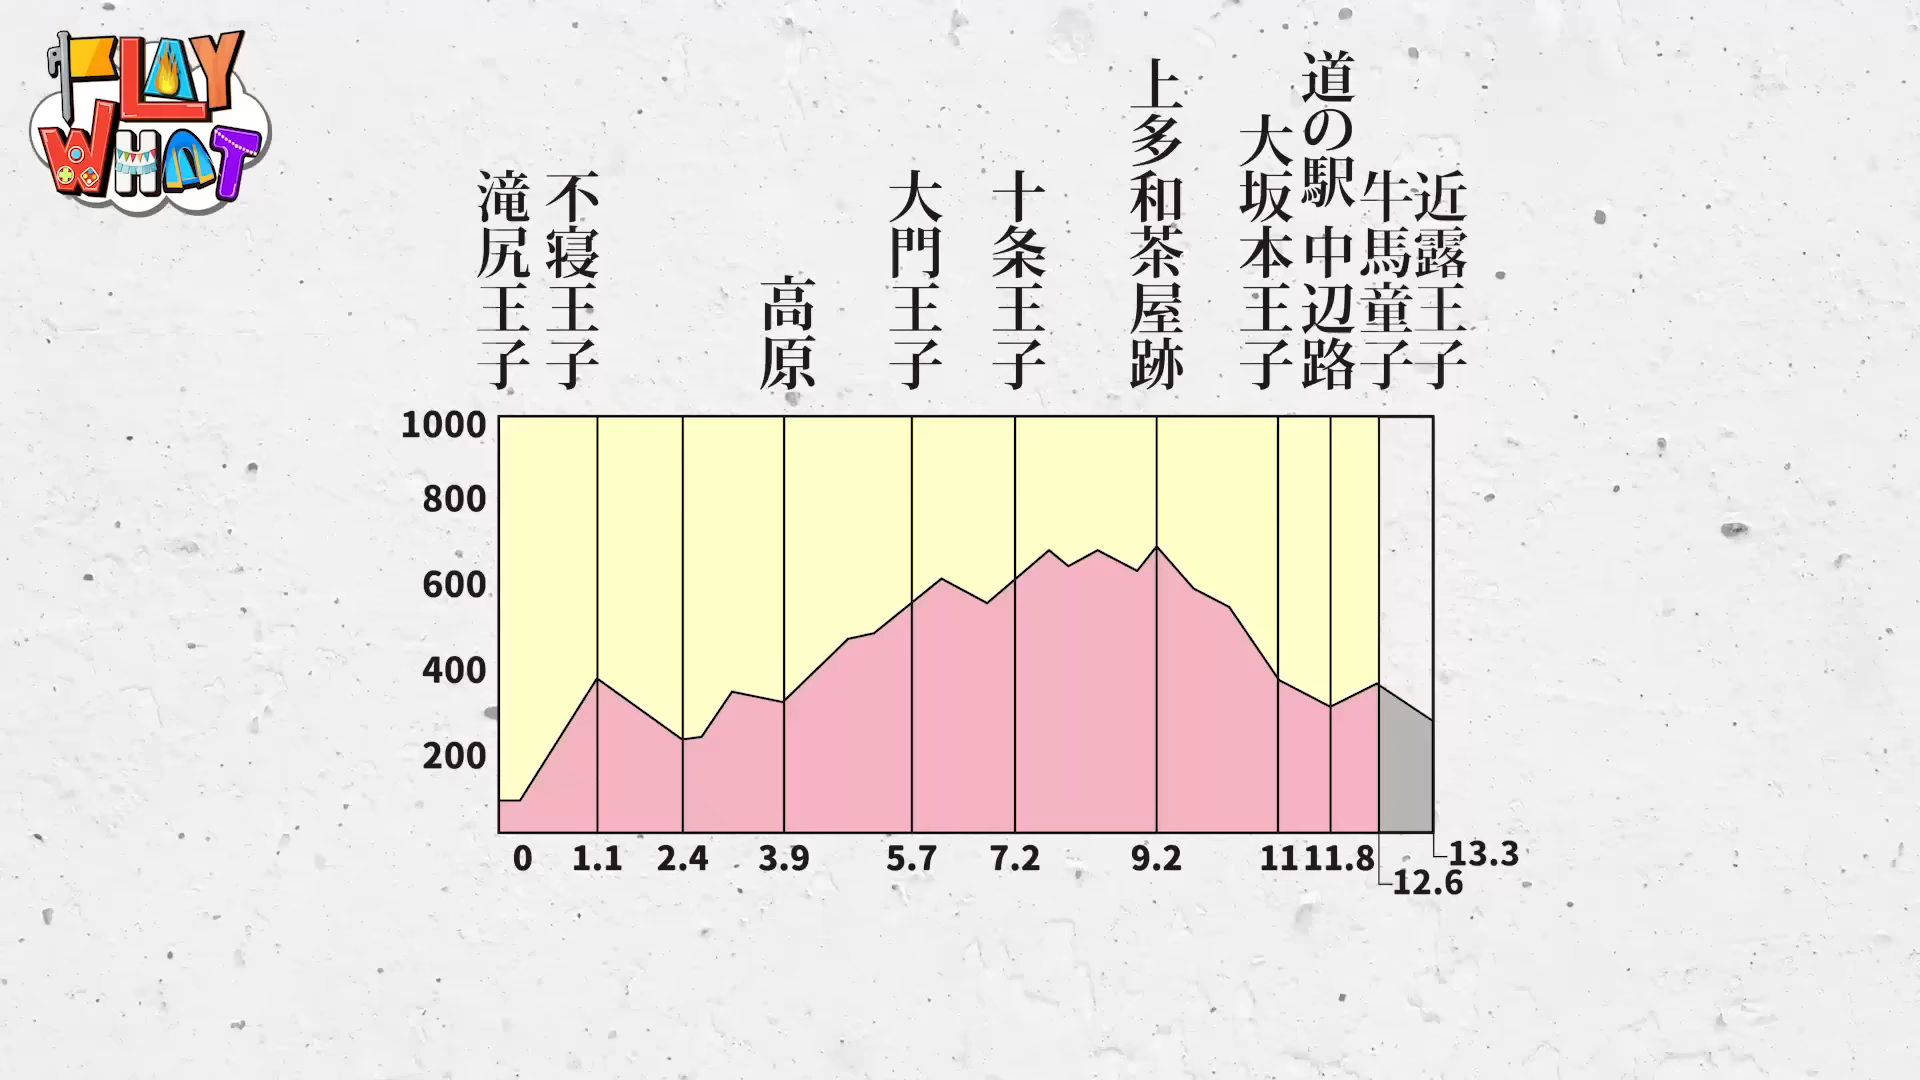 PLAY
WHAT
滝尻王子
不寝王子
高原
大門王子
十条王子
上多和茶屋跡
大坂本王子
道の駅 中辺路
牛馬童子
近露王子
1000
800
600
400
200
0
1.1
2.4
3.9
5.7
7.2
9.2
11
11.8
12.6
13.3